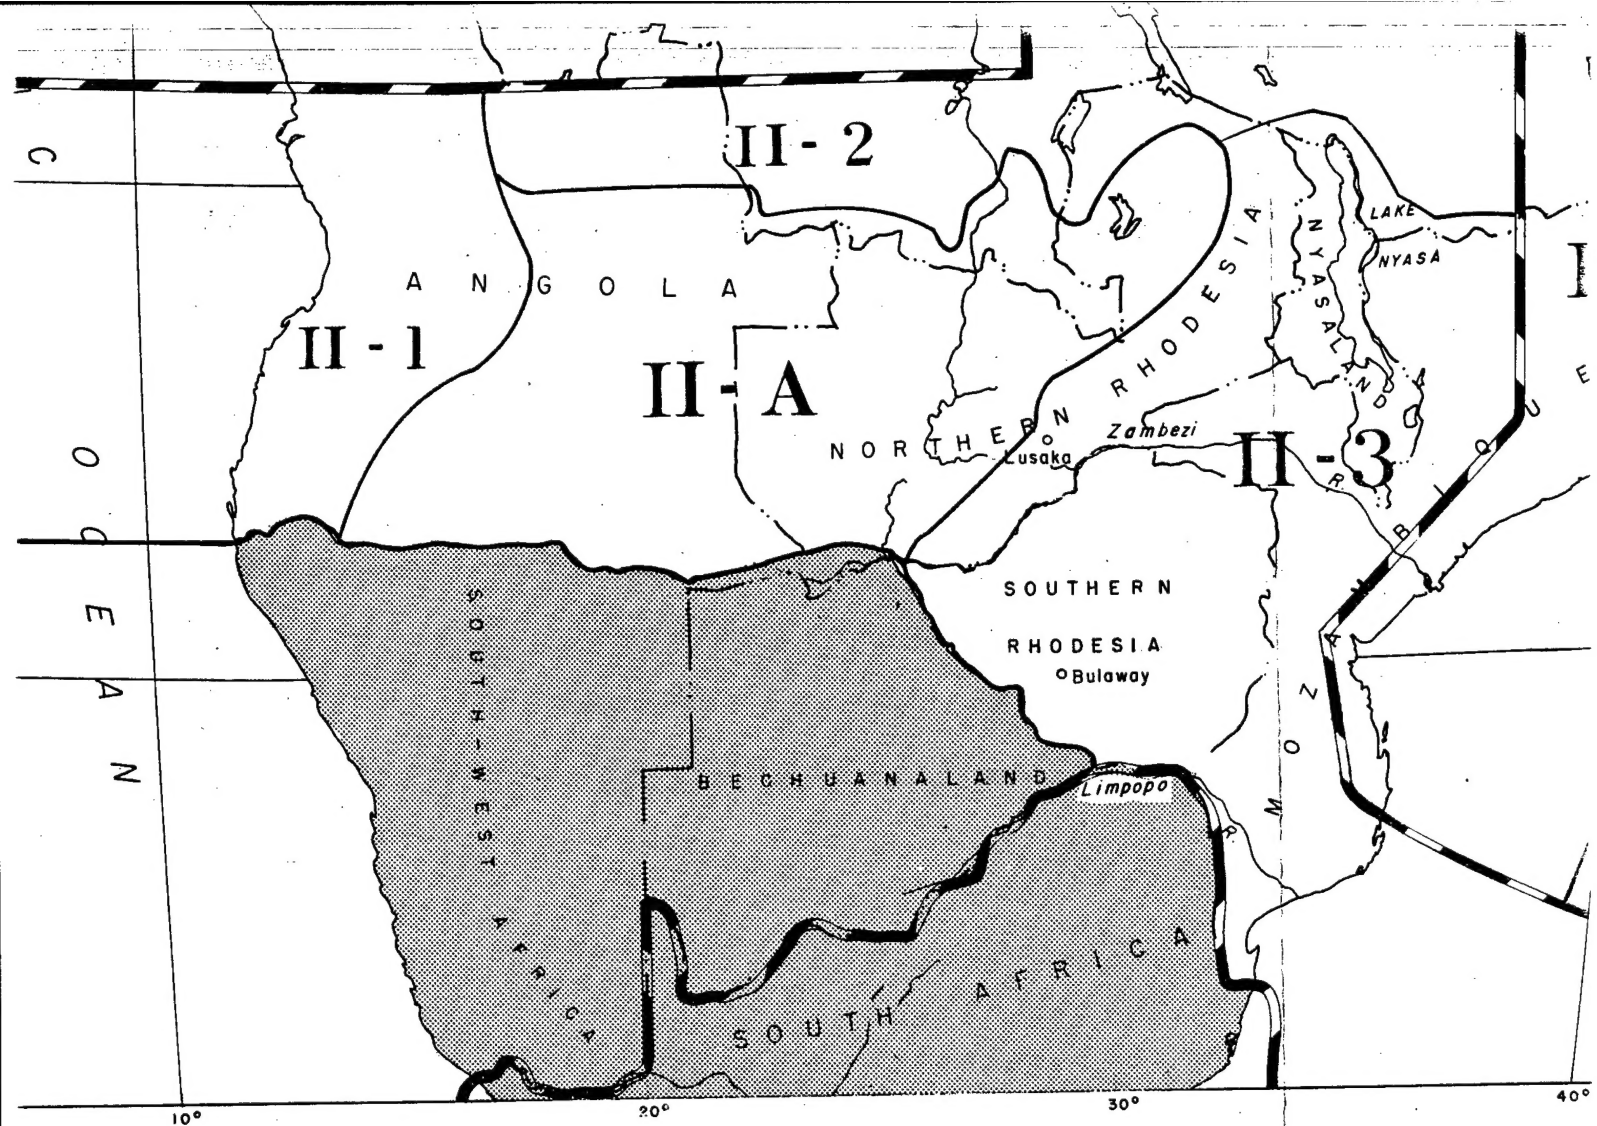 II - 2
C
LAKE
NYASA
NYASALAND
I
ANGOLA
II - 1
II - A
NORTHERN RHODESIA
Lusaka
Zambezi
R
II - 3
OCEAN
SOUTHERN
RHODESIA
Bulaway
MOZAMBIQUE
SOUTH-WEST AFRICA
BECHUANALAND
Limpopo
R
SOUTH AFRICA
10°
20°
30°
40°